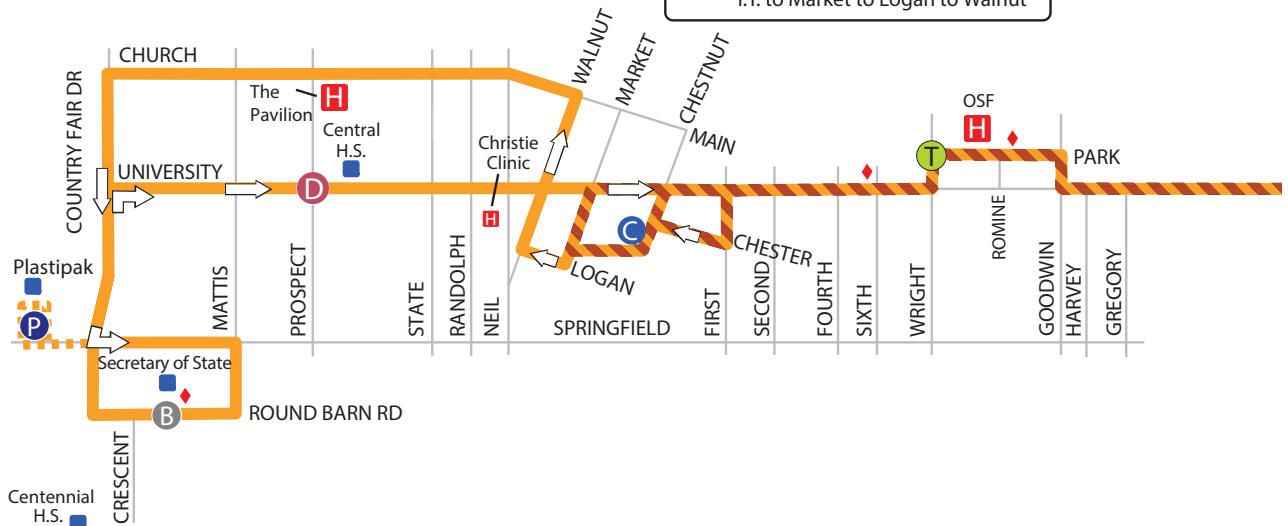 I.T. to Market to Logan to Walnut
CHURCH
WALNUT
MARKET
CHESTNUT
MAIN
COUNTRY FAIR DR
The
Pavilion
H
Central
H.S.
Christie
Clinic
H
OSF
H
T
PARK
UNIVERSITY
D
C
CHESTER
LOGAN
ROMINE
Plastipak
P
MATTIS
PROSPECT
STATE
RANDOLPH
NEIL
SPRINGFIELD
FIRST
SECOND
FOURTH
SIXTH
WRIGHT
GOODWIN
HARVEY
GREGORY
Secretary of State
B
ROUND BARN RD
CRESCENT
Centennial
H.S.